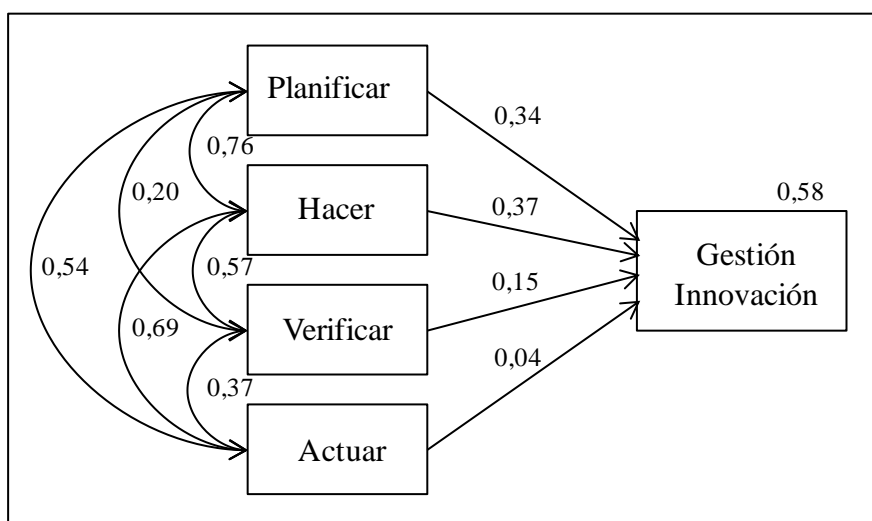 Planificar
0,34
0,76
0,20
Hacer
0,37
0,58
0,54
0,57
Gestión
Innovación
0,15
0,69
Verificar
0,37
0,04
Actuar